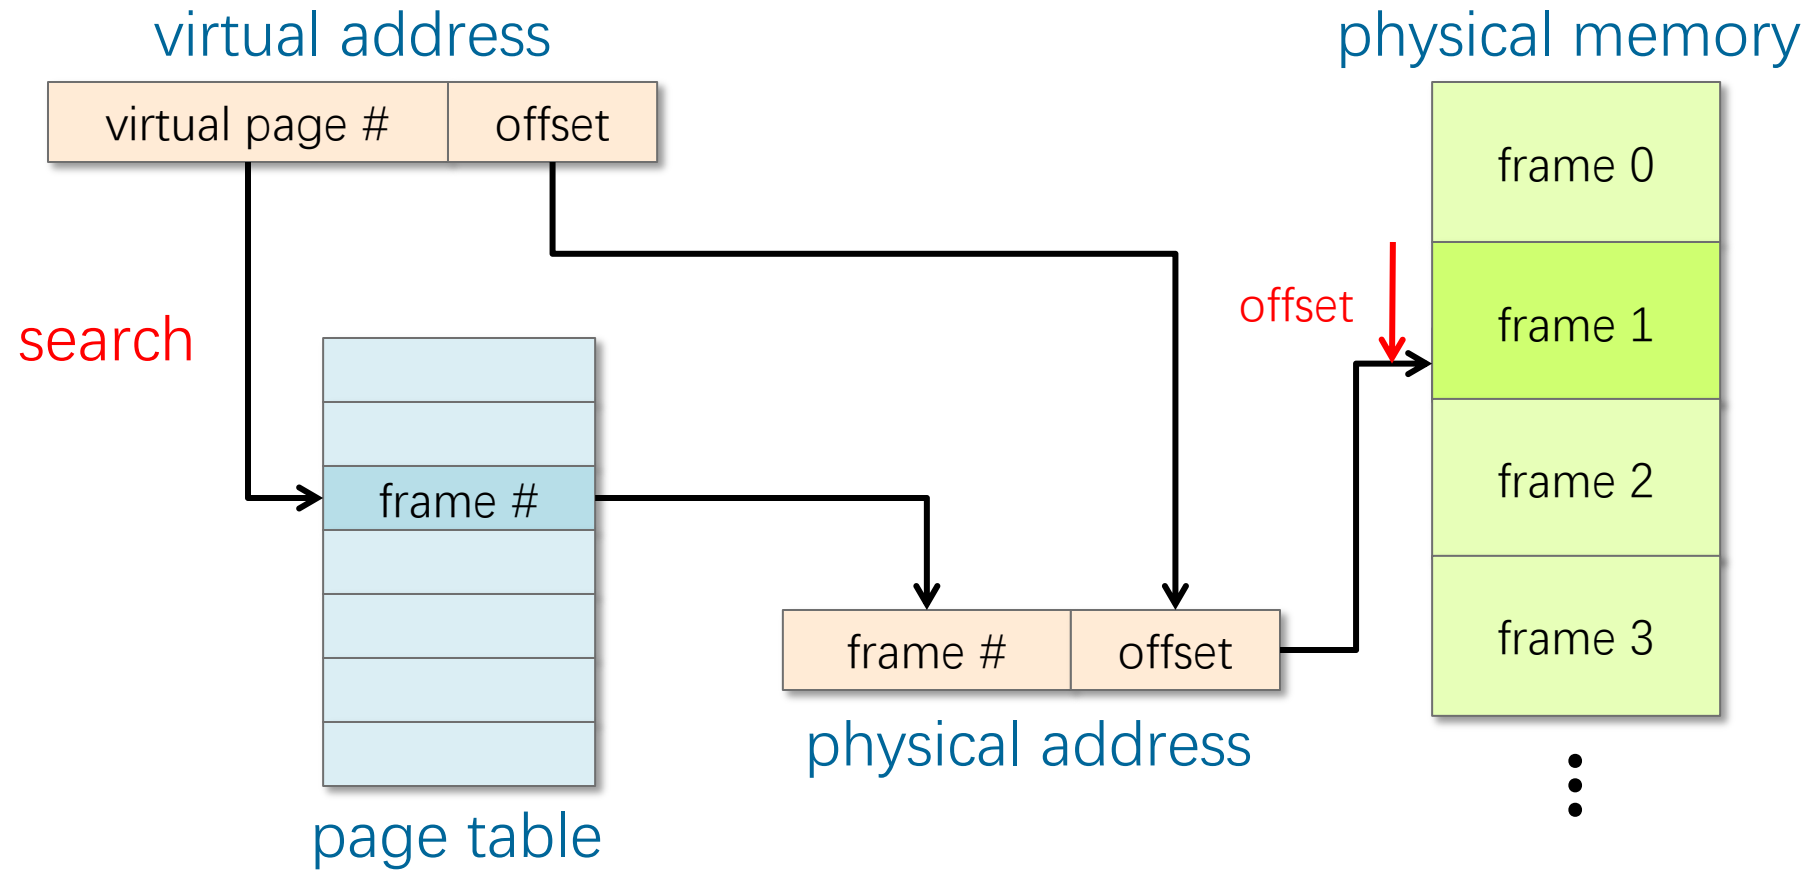 virtual address
virtual page #
offset
search
frame #
page table
frame #
offset
physical address
physical memory
offset
frame 0
frame 1
frame 2
frame 3